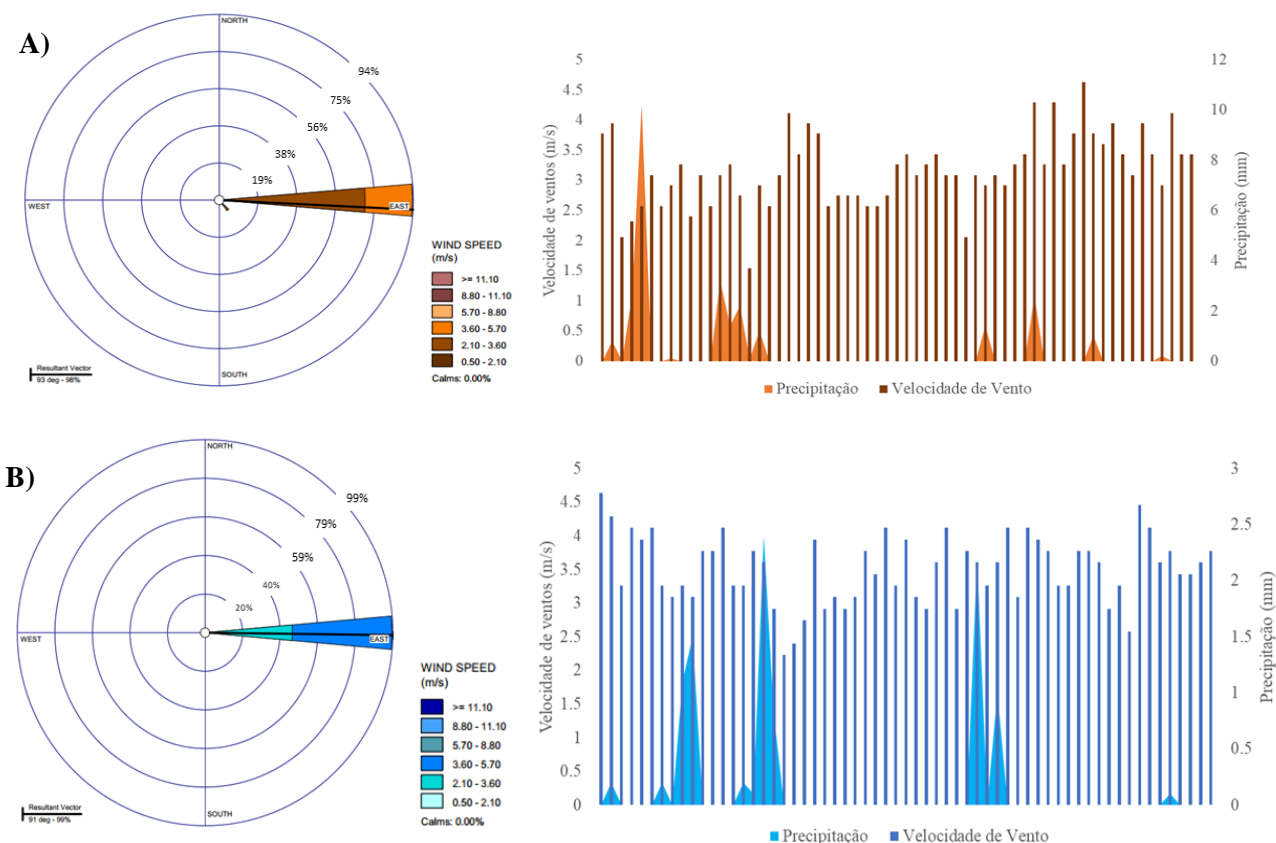 A)
NORTH
94%
75%
56%
38%
19%
WEST
EAST
SOUTH
WIND SPEED
(m/s)
>= 11.10
8.80 - 11.10
5.70 - 8.80
3.60 - 5.70
2.10 - 3.60
0.50 - 2.10
Calms: 0.00%
Resultant Vector
93 deg - 98%
Velocidade de ventos (m/s)
5
4.5
4
3.5
3
2.5
2
1.5
1
0.5
0
12
10
8
6
4
2
0
Precipitação (mm)
Precipitação
Velocidade de Vento
B)
NORTH
99%
79%
59%
40%
20%
WEST
EAST
SOUTH
WIND SPEED
(m/s)
>= 11.10
8.80 - 11.10
5.70 - 8.80
3.60 - 5.70
2.10 - 3.60
0.50 - 2.10
Calms: 0.00%
Resultant Vector
91 deg - 99%
Velocidade de ventos (m/s)
5
4.5
4
3.5
3
2.5
2
1.5
1
0.5
0
3
2.5
2
1.5
1
0.5
0
Precipitação (mm)
Precipitação
Velocidade de Vento